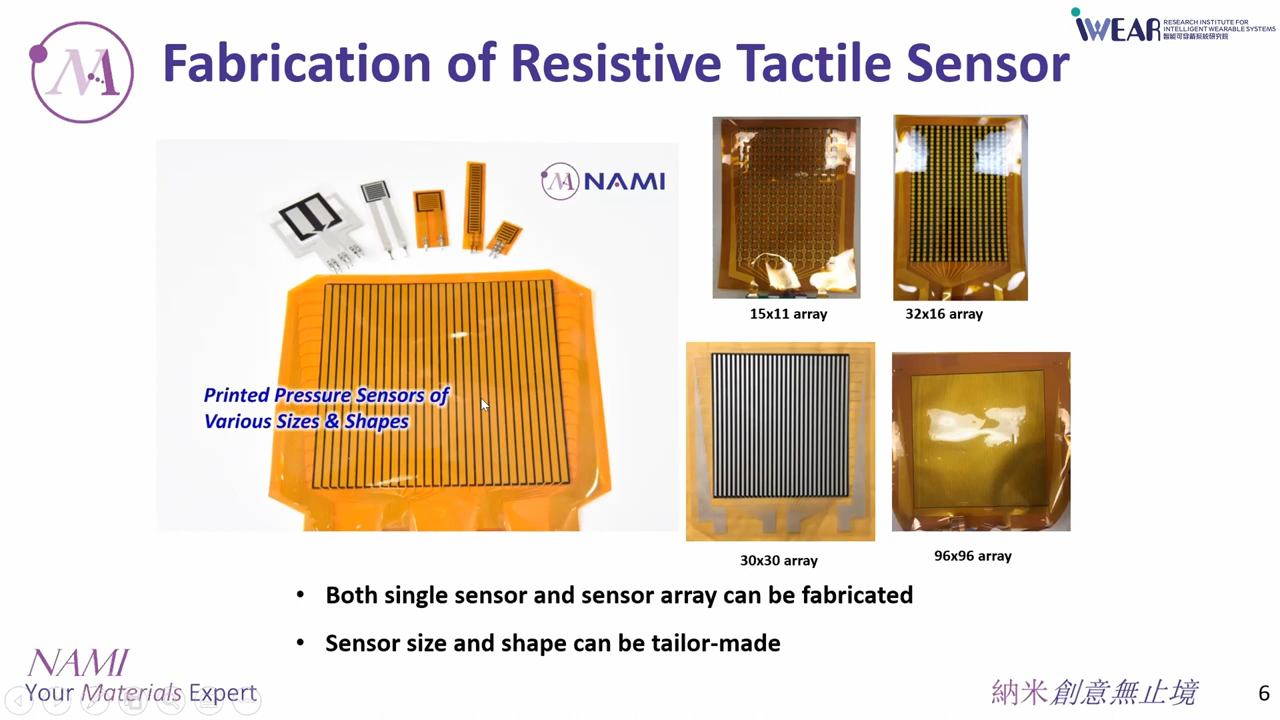 Fabrication of Resistive Tactile Sensor
iWEAR
RESEARCH INSTITUTE FOR
INTELLIGENT WEARABLE SYSTEMS
智能可穿戴系統研究院
NAMI
Printed Pressure Sensors of
Various Sizes & Shapes
15x11 array
32x16 array
30x30 array
96x96 array
• Both single sensor and sensor array can be fabricated
• Sensor size and shape can be tailor-made
NAMI
Your Materials Expert
納米創意無止境
6